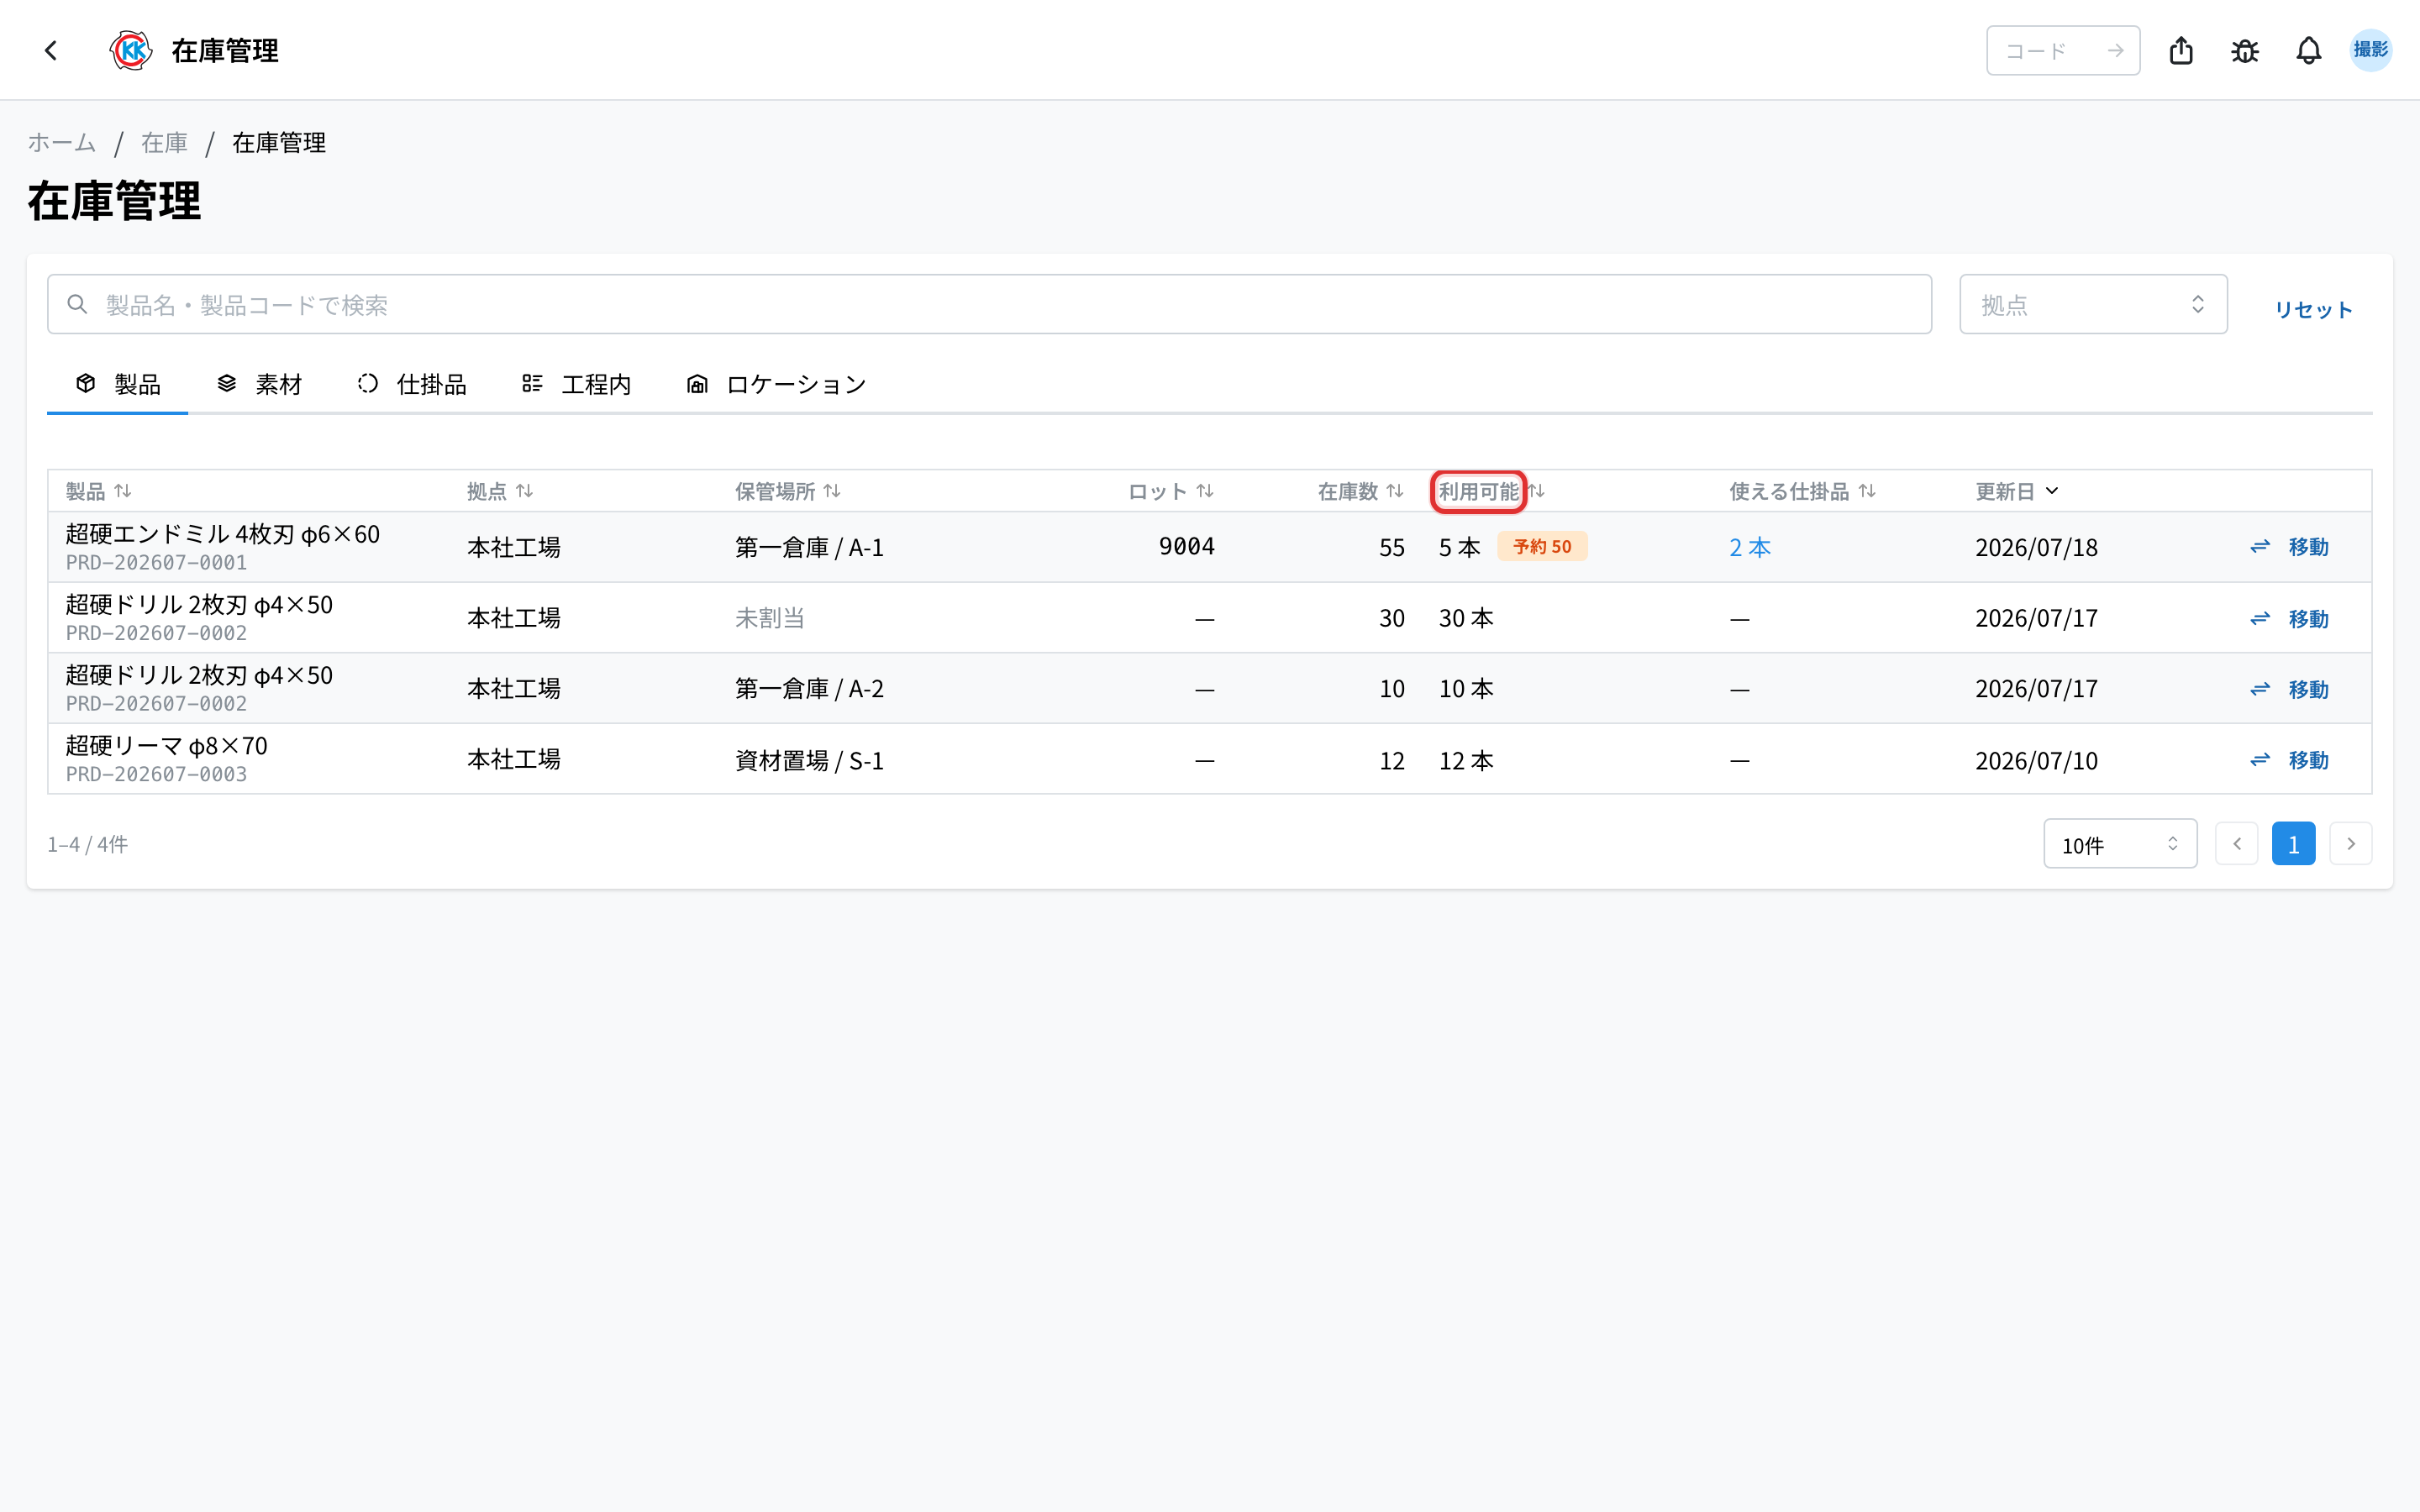 KK 在庫管理 コード 撮影
ホーム / 在庫 / 在庫管理
在庫管理
製品名・製品コードで検索 拠点 リセット
製品 素材 仕掛品 工程内 ロケーション
製品 拠点 保管場所 ロット 在庫数 利用可能 使える仕掛品 更新日
超硬エンドミル 4枚刃 φ6×60
PRD-202607-0001
本社工場 第一倉庫 / A-1 9004 55 5 本 予約 50 2 本 2026/07/18 移動
超硬ドリル 2枚刃 φ4×50
PRD-202607-0002
本社工場 未割当 — 30 30 本 — 2026/07/17 移動
超硬ドリル 2枚刃 φ4×50
PRD-202607-0002
本社工場 第一倉庫 / A-2 — 10 10 本 — 2026/07/17 移動
超硬リーマ φ8×70
PRD-202607-0003
本社工場 資材置場 / S-1 — 12 12 本 — 2026/07/10 移動
1–4 / 4件 10件 1